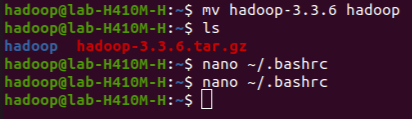 hadoop@lab-H410M-H:~$ mv hadoop-3.3.6 hadoop
hadoop@lab-H410M-H:~$ ls
hadoop  hadoop-3.3.6.tar.gz
hadoop@lab-H410M-H:~$ nano ~/.bashrc
hadoop@lab-H410M-H:~$ nano ~/.bashrc
hadoop@lab-H410M-H:~$